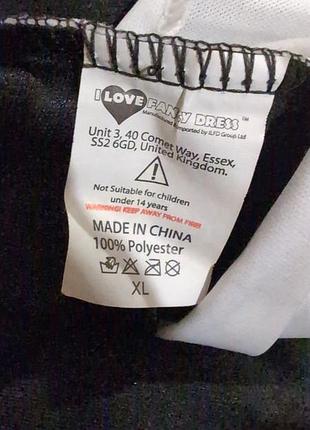 I LOVE FANCY DRESS™
Manufactured & Imported by ILFD Group Ltd
Unit 3, 40 Comet Way, Essex,
SS2 6GD, United Kingdom.
Not Suitable for children
under 14 years
WARNING! KEEP AWAY FROM FIRE!
MADE IN CHINA
100% Polyester
XL